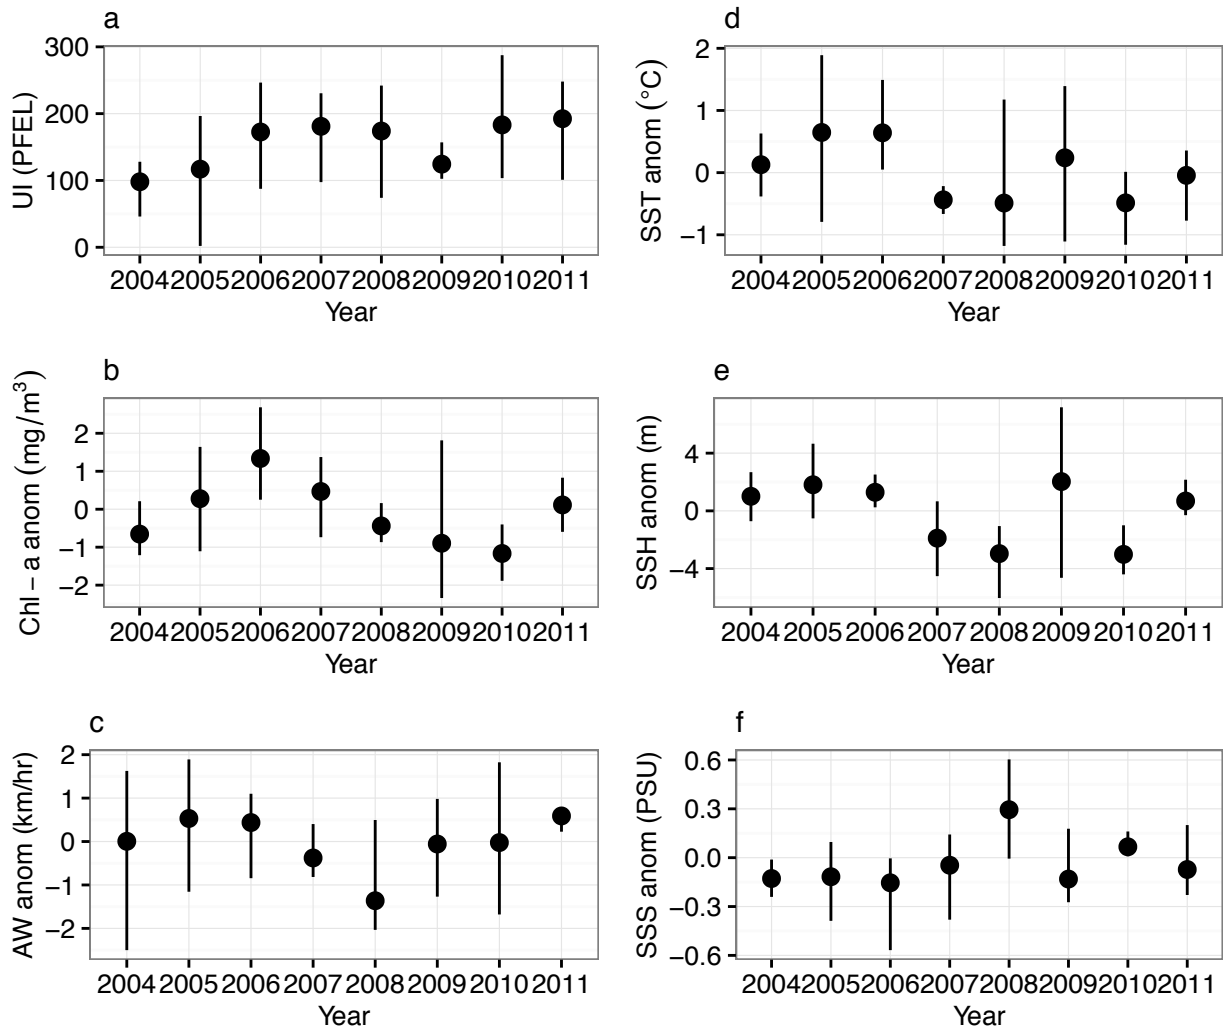 a
UI (PFEL)
300
200
100
0
2004 2005 2006 2007 2008 2009 2010 2011
Year
d
SST anom (°C)
2
1
0
−1
2004 2005 2006 2007 2008 2009 2010 2011
Year
b
Chl − a anom (mg/m³)
2
1
0
−1
−2
2004 2005 2006 2007 2008 2009 2010 2011
Year
e
SSH anom (m)
4
0
−4
2004 2005 2006 2007 2008 2009 2010 2011
Year
c
AW anom (km/hr)
2
1
0
−1
−2
2004 2005 2006 2007 2008 2009 2010 2011
Year
f
SSS anom (PSU)
0.6
0.3
0.0
−0.3
−0.6
2004 2005 2006 2007 2008 2009 2010 2011
Year